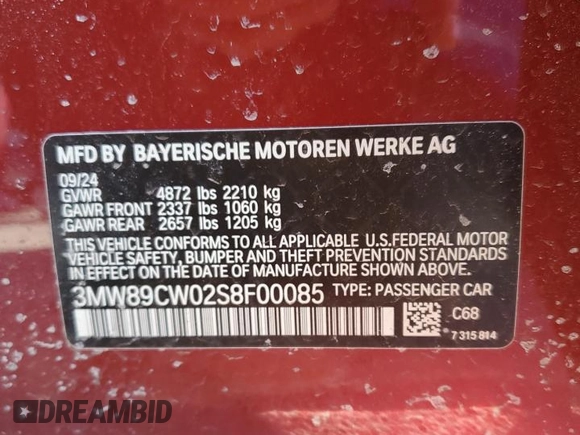 MFD BY BAYERISCHE MOTOREN WERKE AG
09/24
GVWR 4872 lbs 2210 kg
GAWR FRONT 2337 lbs 1060 kg
GAWR REAR 2657 lbs 1205 kg
THIS VEHICLE CONFORMS TO ALL APPLICABLE U.S.FEDERAL MOTOR
VEHICLE SAFETY, BUMPER AND THEFT PREVENTION STANDARDS
IN EFFECT ON THE DATE OF MANUFACTURE SHOWN ABOVE.
3MW89CW02S8F00085 TYPE: PASSENGER CAR
C68
7 315 814
DREAMBID